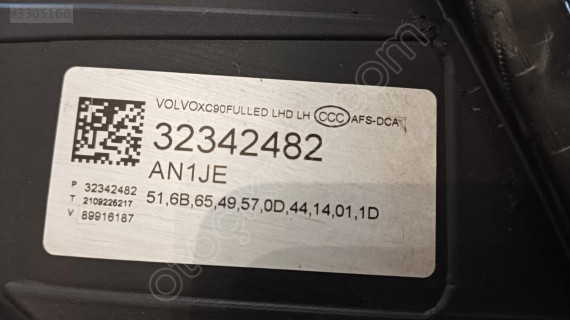 #3305160
VOLVOXC90FULLED LHD LH CCC AFS-DCA
32342482
AN1JE
P 32342482
T 2109226217
V 89916187
51,6B,65,49,57,0D,44,14,01,1D